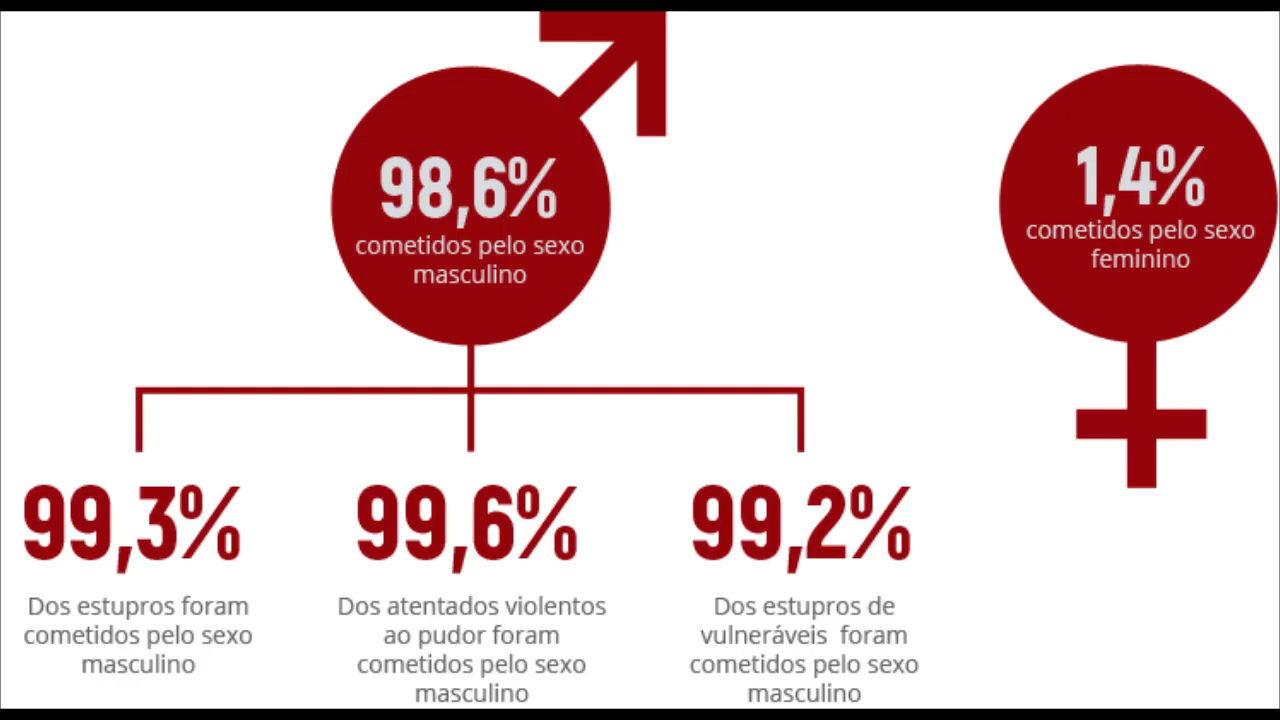 98,6%
cometidos pelo sexo
masculino
1,4%
cometidos pelo sexo
feminino
99,3%
Dos estupros foram
cometidos pelo sexo
masculino
99,6%
Dos atentados violentos
ao pudor foram
cometidos pelo sexo
masculino
99,2%
Dos estupros de
vulneráveis foram
cometidos pelo sexo
masculino